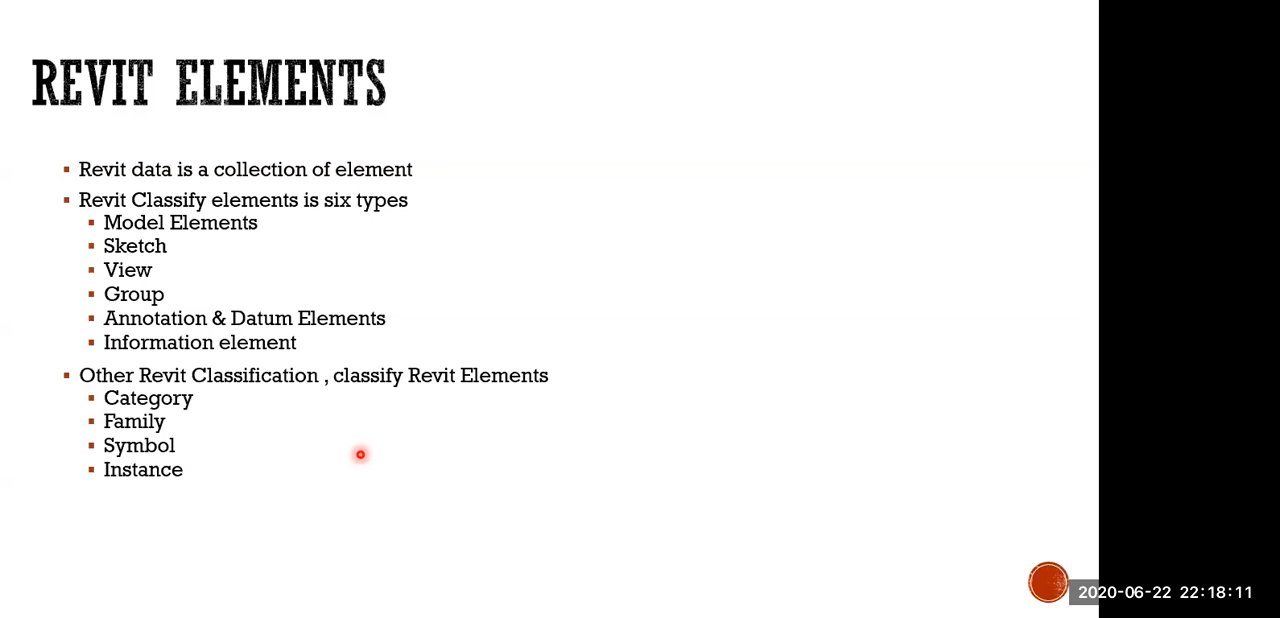 REVIT ELEMENTS
Revit data is a collection of element
Revit Classify elements is six types
Model Elements
Sketch
View
Group
Annotation & Datum Elements
Information element
Other Revit Classification , classify Revit Elements
Category
Family
Symbol
Instance
2020-06-22 22:18:11